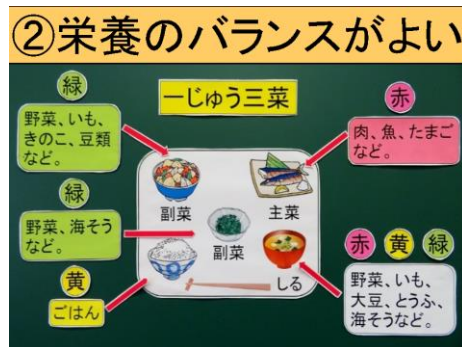 ②栄養のバランスがよい
一じゅう三菜
緑
野菜、いも、
きのこ、豆類
など。
赤
肉、魚、たまご
など。
副菜
主菜
緑
野菜、海そう
など。
副菜
しる
黄
ごはん
赤 黄 緑
野菜、いも、
大豆、とうふ、
海そうなど。